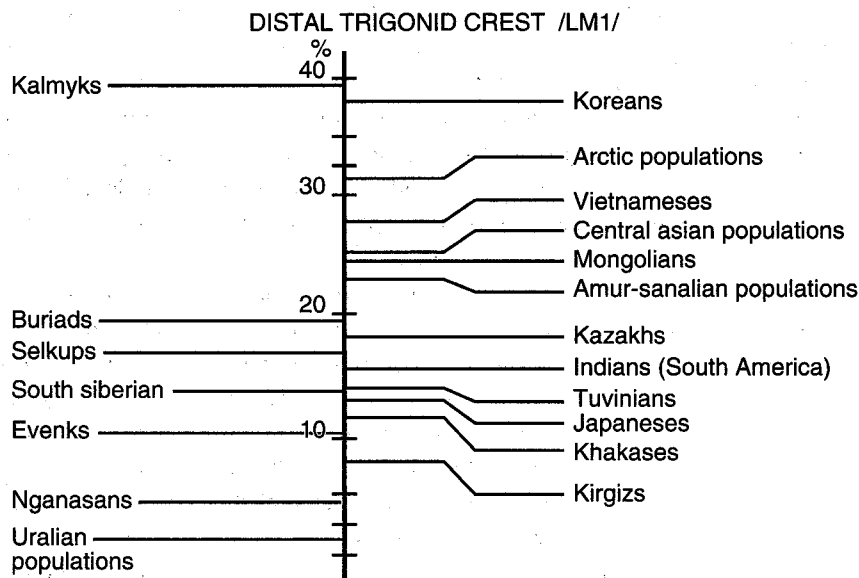 DISTAL TRIGONID CREST /LM1/
%
40
Kalmyks
Koreans
Arctic populations
30
Vietnameses
Central asian populations
Mongolians
Amur-sanalian populations
20
Buriads
Kazakhs
Selkups
Indians (South America)
South siberian
Tuvinians
Japaneses
Evenks
10
Khakases
Kirgizs
Nganasans
Uralian
populations